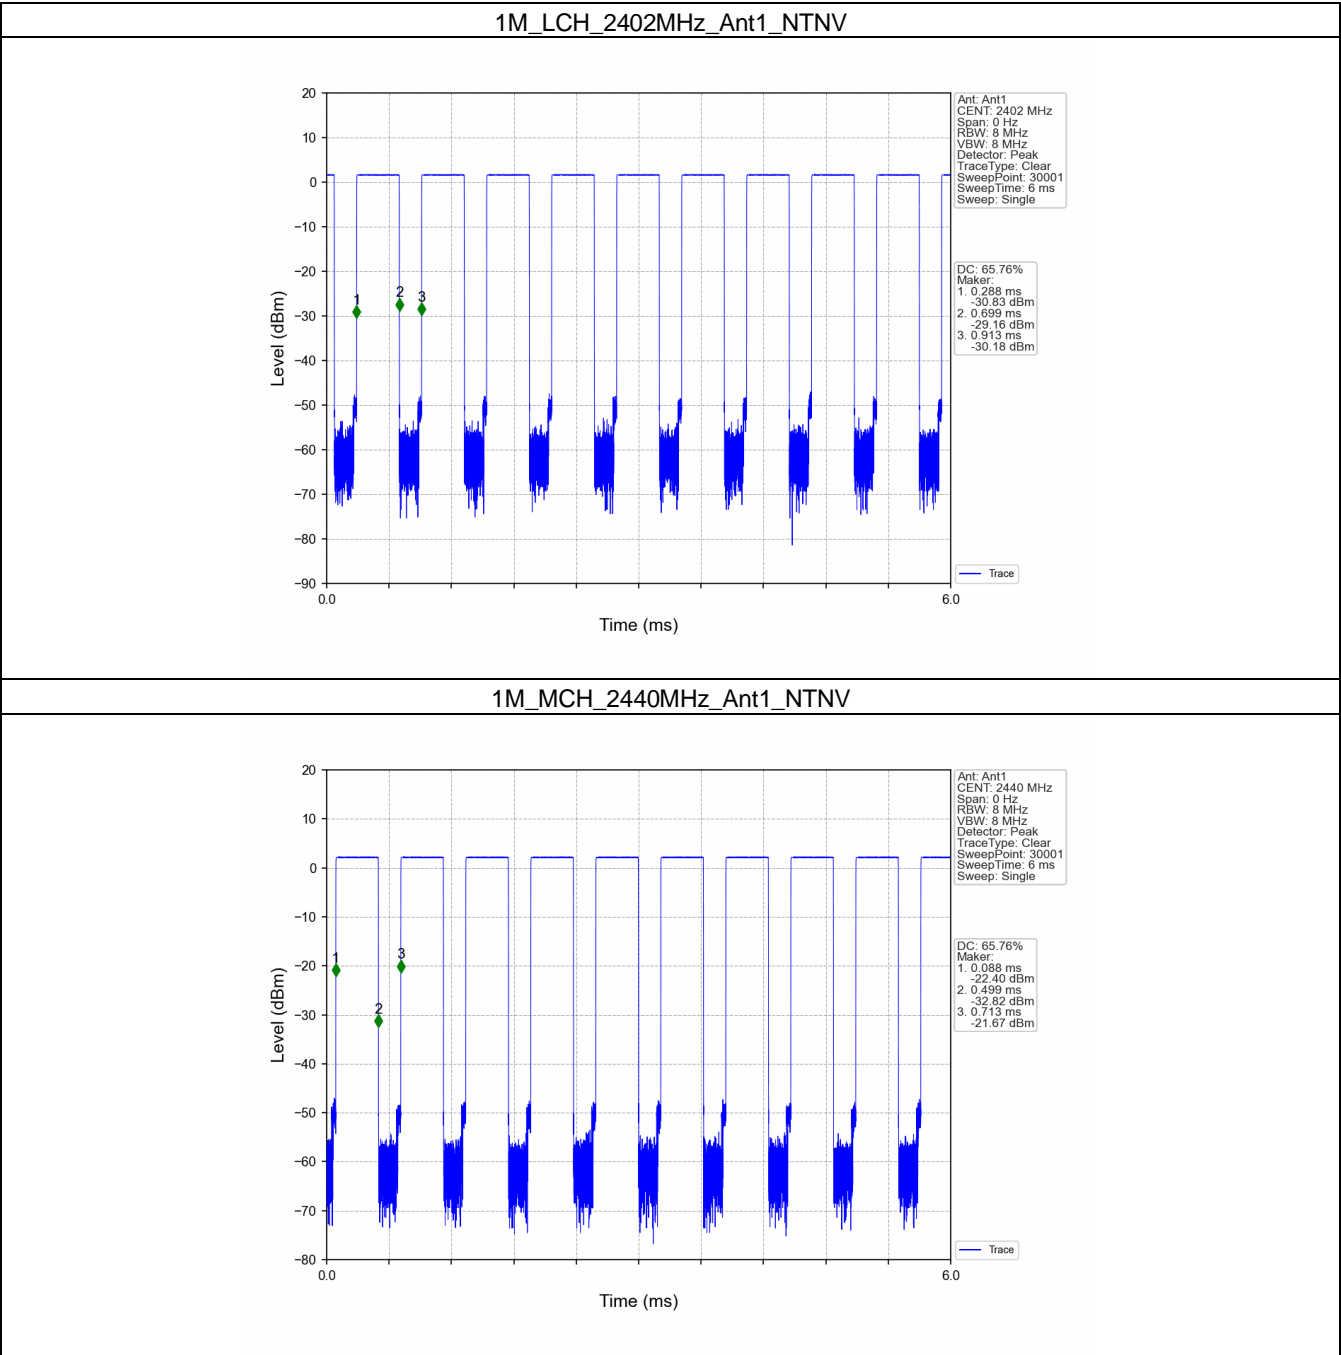 1M_LCH_2402MHz_Ant1_NTNV
20
10
0
−10
−20
−30
−40
−50
−60
−70
−80
−90
Level (dBm)
1
2
3
0.0
6.0
Time (ms)
Ant: Ant1
CENT: 2402 MHz
Span: 0 Hz
RBW: 8 MHz
VBW: 8 MHz
Detector: Peak
TraceType: Clear
SweepPoint: 30001
SweepTime: 6 ms
Sweep: Single
DC: 65.76%
Maker:
1. 0.288 ms
-30.83 dBm
2. 0.699 ms
-29.16 dBm
3. 0.913 ms
-30.18 dBm
Trace
1M_MCH_2440MHz_Ant1_NTNV
20
10
0
−10
−20
−30
−40
−50
−60
−70
−80
Level (dBm)
1
2
3
0.0
6.0
Time (ms)
Ant: Ant1
CENT: 2440 MHz
Span: 0 Hz
RBW: 8 MHz
VBW: 8 MHz
Detector: Peak
TraceType: Clear
SweepPoint: 30001
SweepTime: 6 ms
Sweep: Single
DC: 65.76%
Maker:
1. 0.088 ms
-22.40 dBm
2. 0.499 ms
-32.82 dBm
3. 0.713 ms
-21.67 dBm
Trace